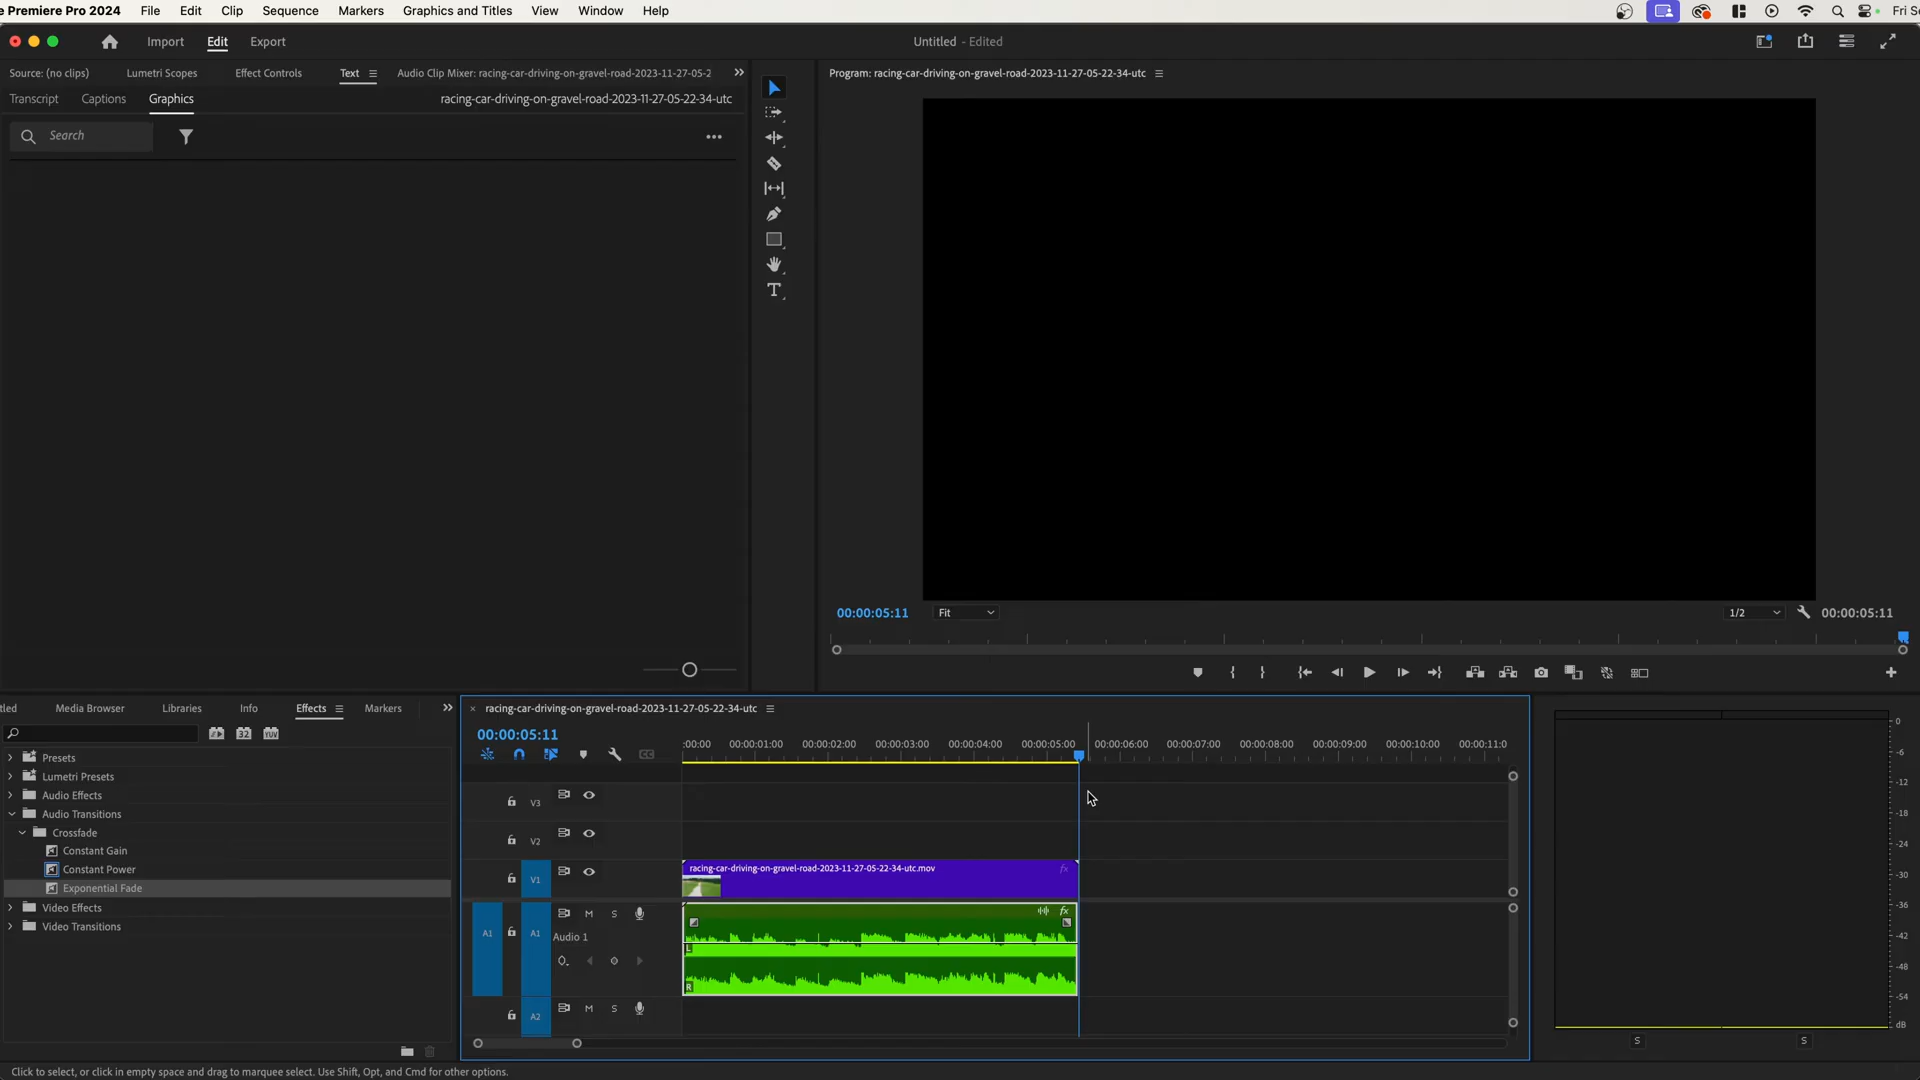 e Premiere Pro 2024 File Edit Clip Sequence Markers Graphics and Titles View Window Help Fri Se
Import Edit Export Untitled - Edited
Source: (no clips) Lumetri Scopes Effect Controls Text Audio Clip Mixer: racing-car-driving-on-gravel-road-2023-11-27-05-2 Program: racing-car-driving-on-gravel-road-2023-11-27-05-22-34-utc
Transcript Captions Graphics racing-car-driving-on-gravel-road-2023-11-27-05-22-34-utc
Search
T
00:00:05:11 Fit 1/2 00:00:05:11
tled Media Browser Libraries Info Effects Markers racing-car-driving-on-gravel-road-2023-11-27-05-22-34-utc
32 YUV
00:00:05:11
:00:00 00:00:01:00 00:00:02:00 00:00:03:00 00:00:04:00 00:00:05:00 00:00:06:00 00:00:07:00 00:00:08:00 00:00:09:00 00:00:10:00 00:00:11:0
Presets
Lumetri Presets
Audio Effects
Audio Transitions
Crossfade
Constant Gain
Constant Power
Exponential Fade
Video Effects
Video Transitions
V3
V2
V1 V1 racing-car-driving-on-gravel-road-2023-11-27-05-22-34-utc.mov fx
A1 A1 M S fx
Audio 1
L
R
A2 M S
0
-6
-12
-18
-24
-30
-36
-42
-48
-54
dB
S S
Click to select, or click in empty space and drag to marquee select. Use Shift, Opt, and Cmd for other options.